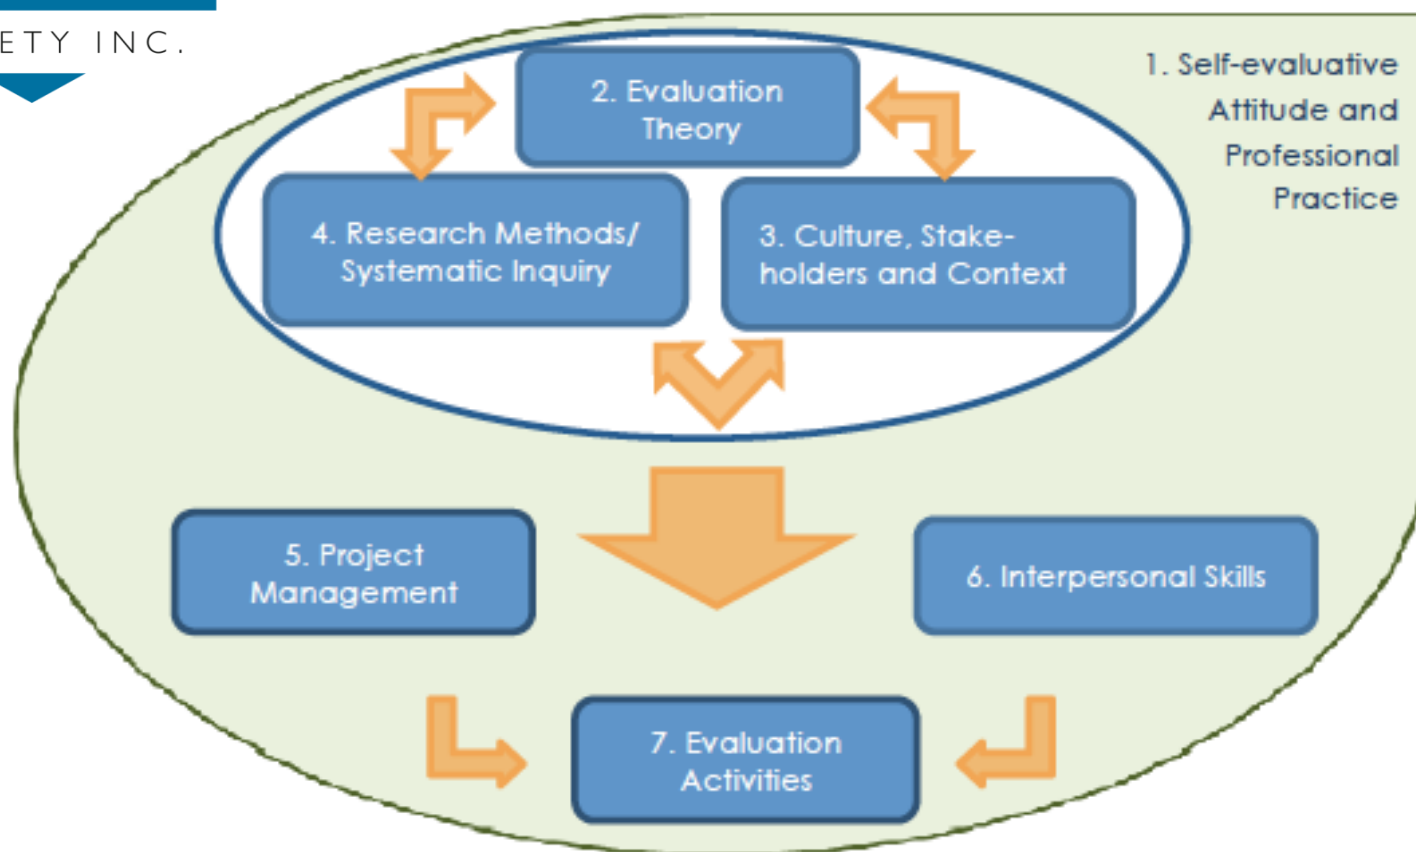 ETY INC.
1. Self-evaluative
Attitude and
Professional
Practice
2. Evaluation
Theory
4. Research Methods/
Systematic Inquiry
3. Culture, Stake-
holders and Context
5. Project
Management
6. Interpersonal Skills
7. Evaluation
Activities